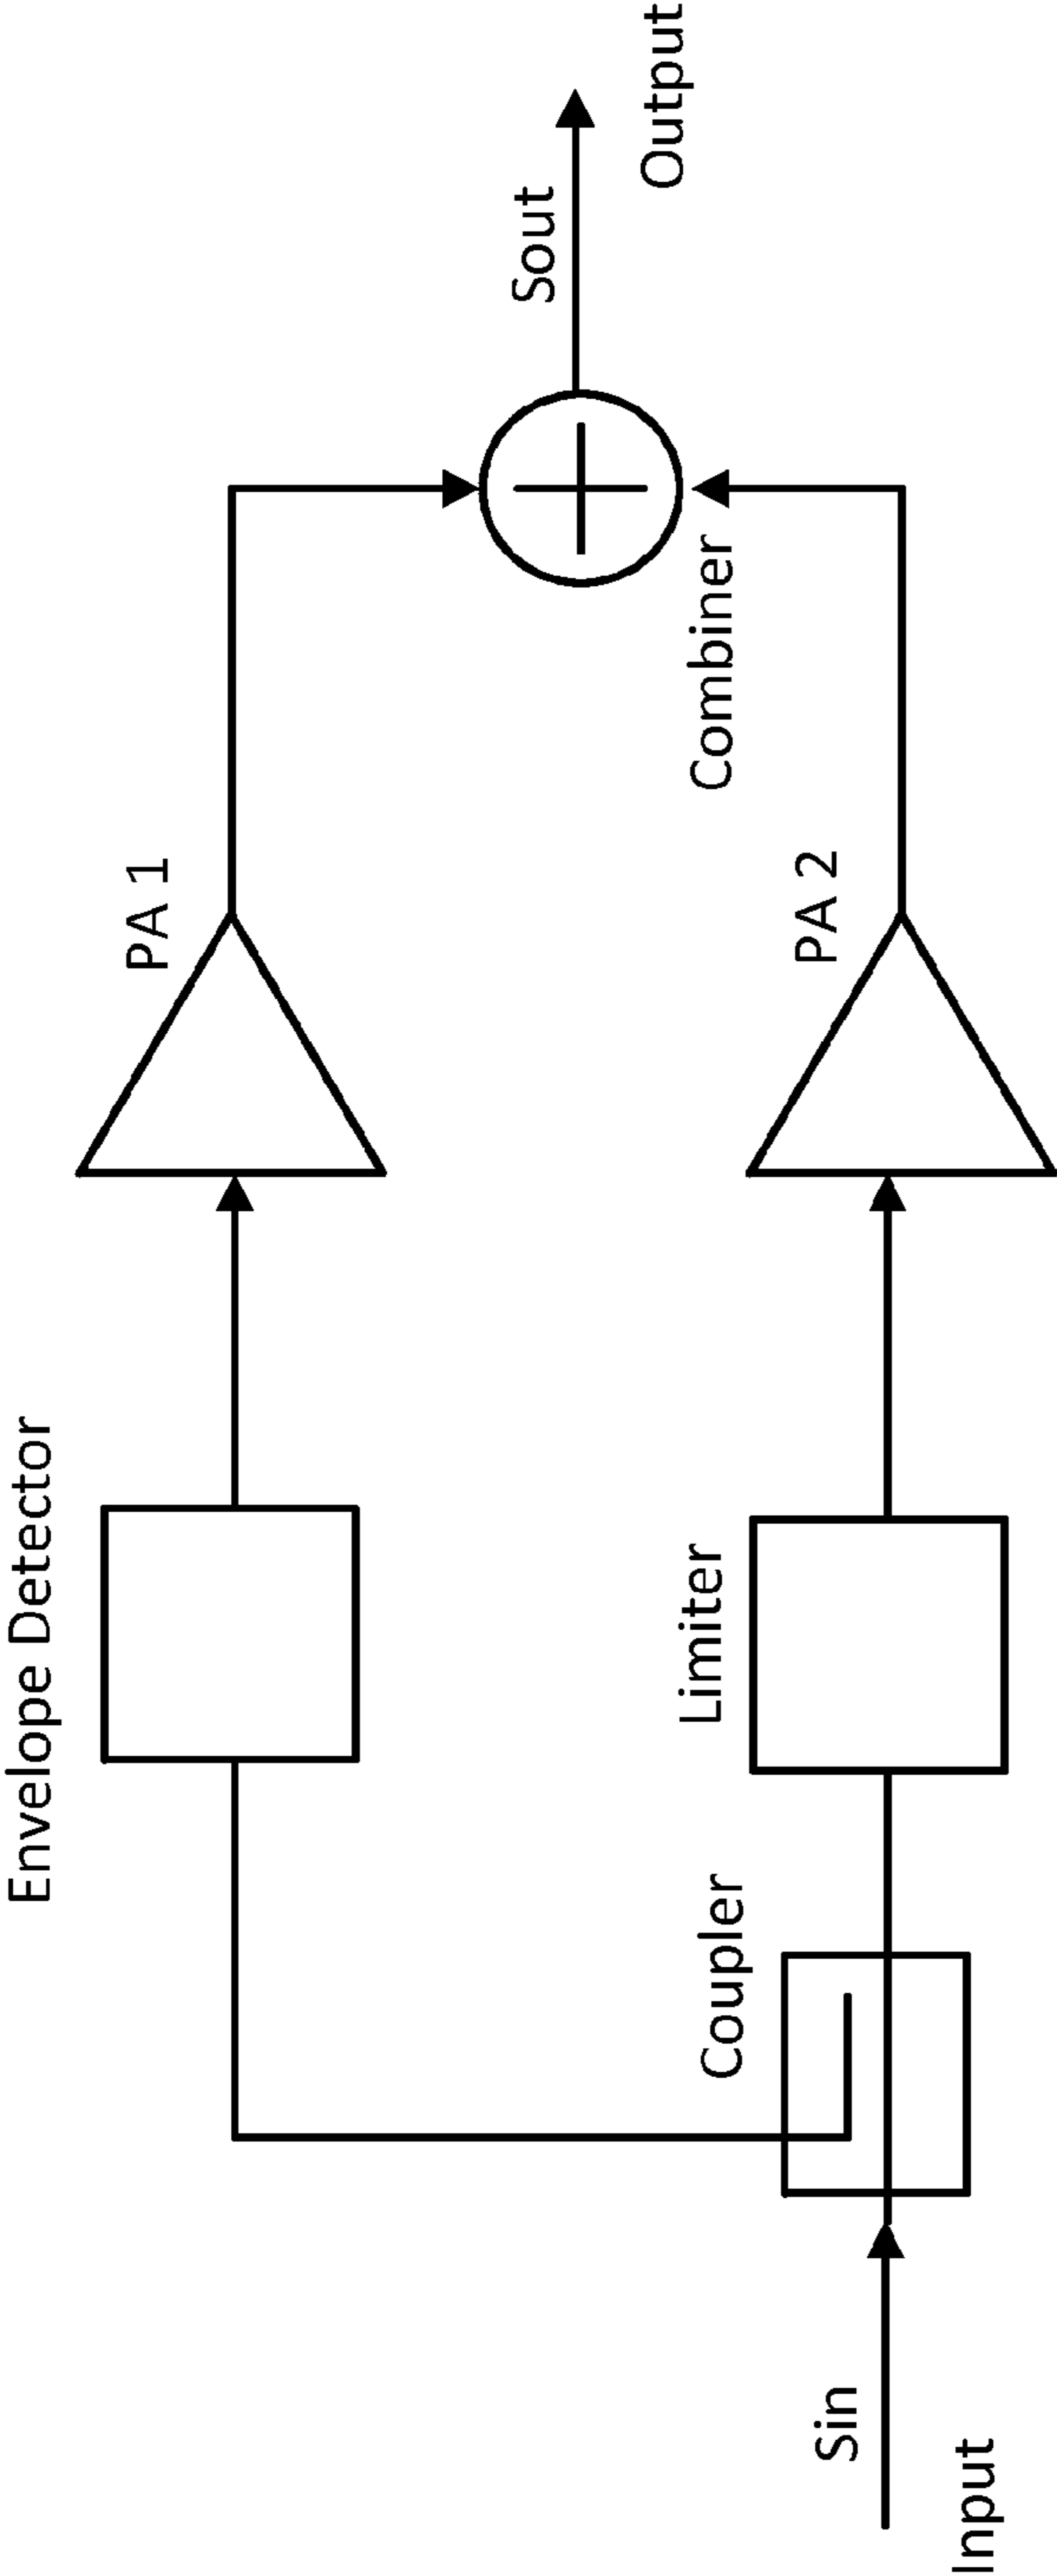 Envelope Detector
PA 1
Sout
Output
Combiner
Coupler
Limiter
PA 2
Sin
Input